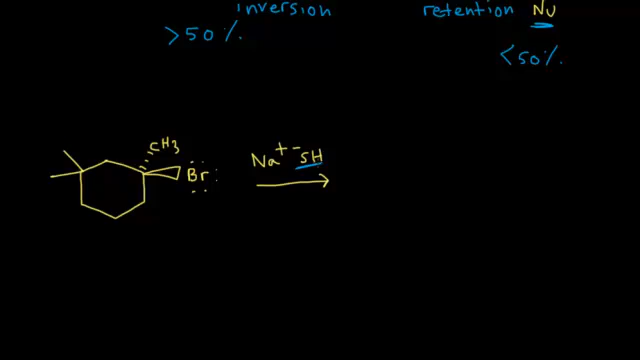 inversion
retention Nu
>50%.
<50%.
CH3
Br
Na+ -SH